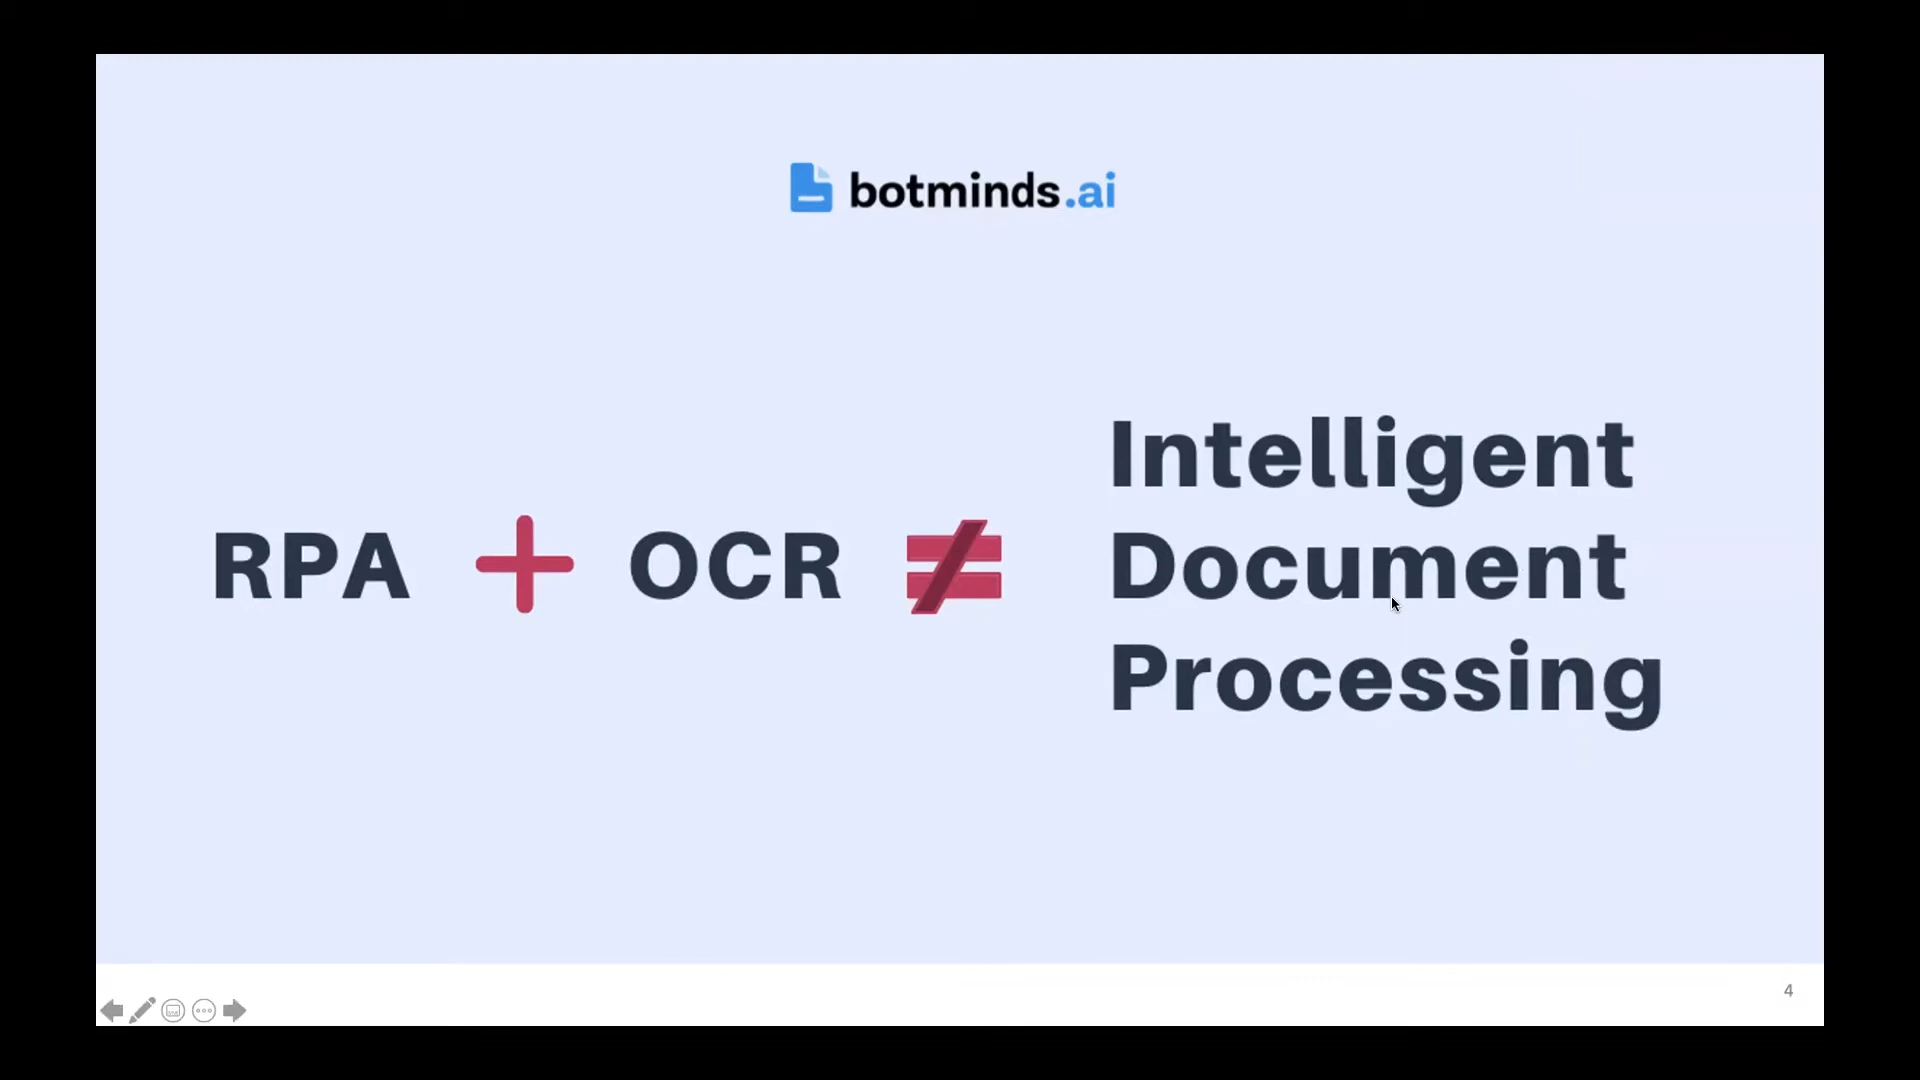 botminds.ai
RPA + OCR ≠
Intelligent
Document
Processing
4